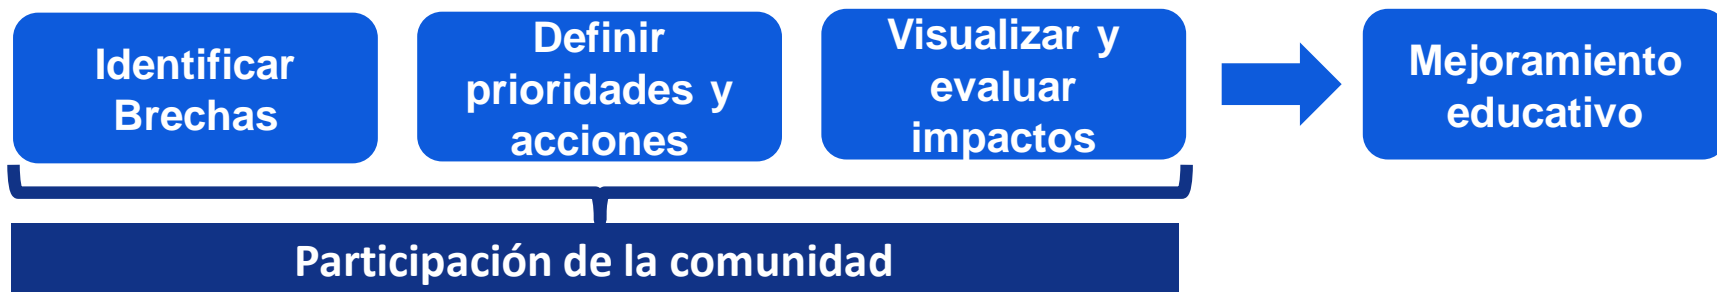 Identificar
Brechas
Definir
prioridades y
acciones
Visualizar y
evaluar
impactos
Mejoramiento
educativo
Participación de la comunidad